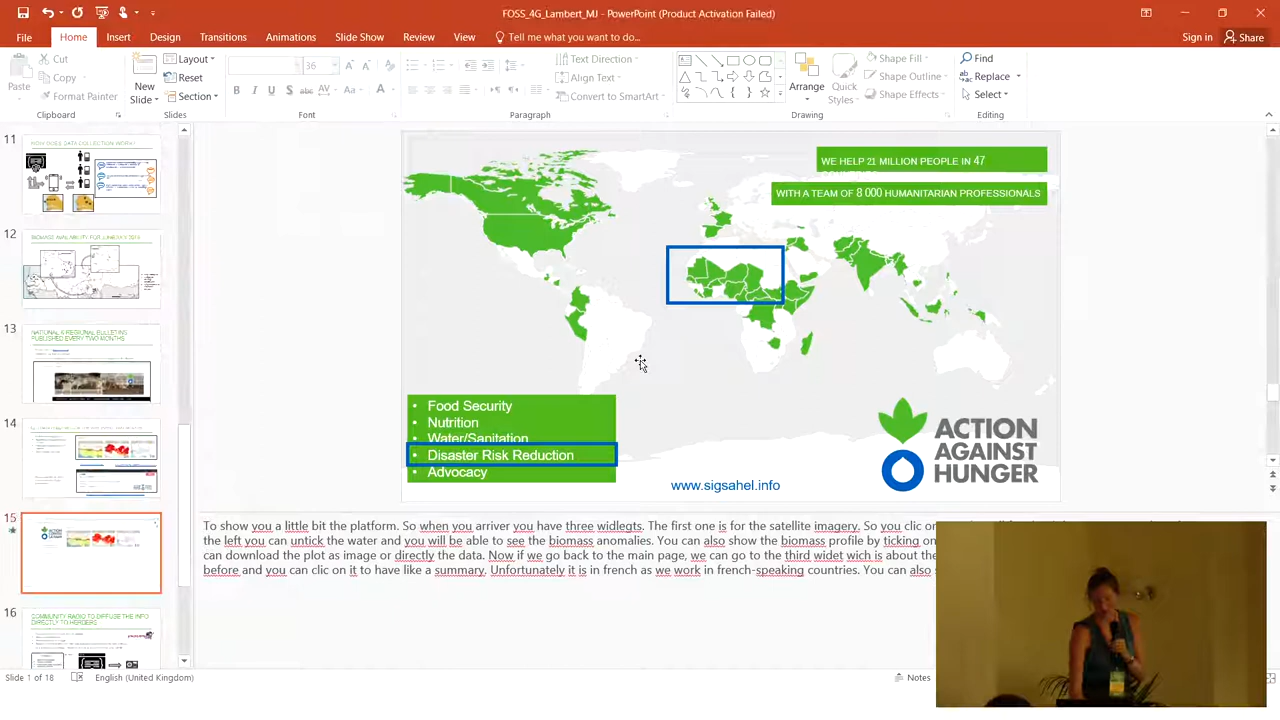 FOSS_4G_Lambert_MJ - PowerPoint (Product Activation Failed)
File Home Insert Design Transitions Animations Slide Show Review View Tell me what you want to do... Sign in Share
Paste
Cut
Copy
Format Painter
Clipboard
New
Slide
Layout
Reset
Section
Slides
36
B I U S abc AV Aa A
Font
Text Direction
Align Text
Convert to SmartArt
Paragraph
Arrange
Quick
Styles
Shape Fill
Shape Outline
Shape Effects
Drawing
Find
Replace
Select
Editing
11
HOW DOES DATA COLLECTION WORK?
12
13
NATIONAL & REGIONAL BULLETINS
PUBLISHED EVERY TWO MONTHS
14
15
16
COMMUNITY RADIO TO DIFFUSE THE INFO
DIRECTLY TO HERDERS
WE HELP 21 MILLION PEOPLE IN 47
COUNTRIES
WITH A TEAM OF 8 000 HUMANITARIAN PROFESSIONALS
• Food Security
• Nutrition
• Water/Sanitation
• Disaster Risk Reduction
• Advocacy
www.sigsahel.info
ACTION
AGAINST
HUNGER
To show you a little bit the platform. So when you arriver you have three widlegts. The first one is for the satellite imagery. So you clic on
the left you can untick the water and you will be able to see the biomass anomalies. You can also show the biomass profile by ticking on
can download the plot as image or directly the data. Now if we go back to the main page, we can go to the third widet wich is about the
before and you can clic on it to have like a summary. Unfortunately it is in french as we work in french-speaking countries. You can also
Slide 1 of 18 English (United Kingdom) Notes